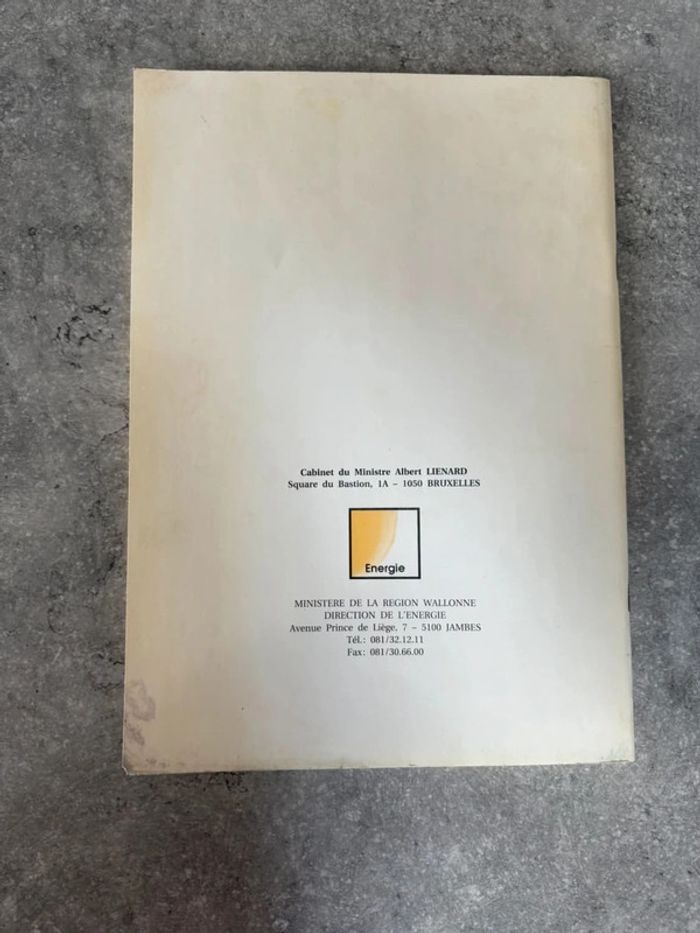 Cabinet du Ministre Albert LIENARD
Square du Bastion, 1A – 1050 BRUXELLES
Energie
MINISTERE DE LA REGION WALLONNE
DIRECTION DE L'ENERGIE
Avenue Prince de Liège, 7 – 5100 JAMBES
Tél.: 081/32.12.11
Fax: 081/30.66.00